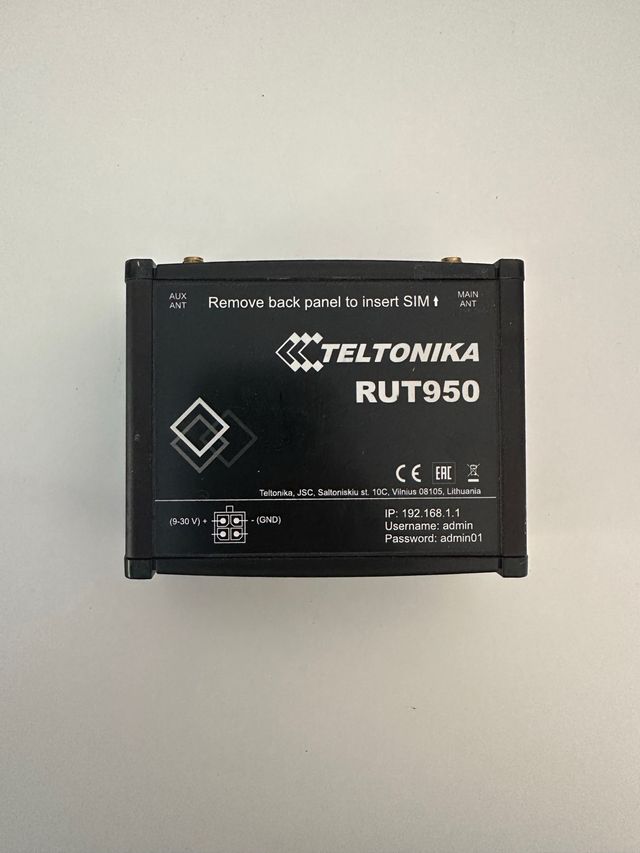 AUX
ANT
Remove back panel to insert SIM
MAIN
ANT
TELTONIKA
RUT950
CE EAC
Teltonika, JSC, Saltoniskiu st. 10C, Vilnius 08105, Lithuania
(9-30 V) + - (GND)
IP: 192.168.1.1
Username: admin
Password: admin01